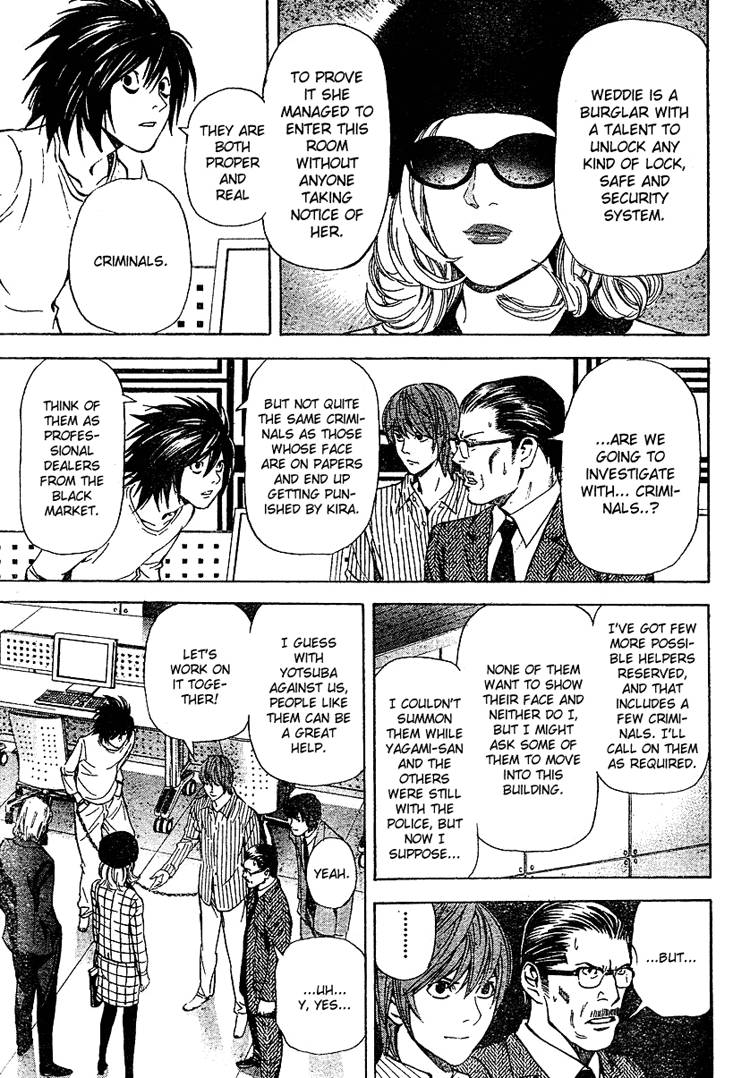 WEDDIE IS A
BURGLAR WITH
A TALENT TO
UNLOCK ANY
KIND OF LOCK,
SAFE AND
SECURITY
SYSTEM.
TO PROVE
IT SHE
MANAGED TO
ENTER THIS
ROOM
WITHOUT
ANYONE
TAKING
NOTICE OF
HER.
THEY ARE
BOTH
PROPER
AND
REAL
CRIMINALS.
...ARE WE
GOING TO
INVESTIGATE
WITH... CRIMI-
NALS..?
BUT NOT QUITE
THE SAME CRIMI-
NALS AS THOSE
WHOSE FACE
ARE ON PAPERS
AND END UP
GETTING PUN-
ISHED BY KIRA.
THINK OF
THEM AS
PROFES-
SIONAL
DEALERS
FROM THE
BLACK
MARKET.
I'VE GOT FEW
MORE POSSI-
BLE HELPERS
RESERVED,
AND THAT
INCLUDES A
FEW CRIMI-
NALS. I'LL
CALL ON THEM
AS REQUIRED.
NONE OF THEM
WANT TO SHOW
THEIR FACE AND
NEITHER DO I,
BUT I MIGHT
ASK SOME OF
THEM TO MOVE
INTO THIS
BUILDING.
I COULDN'T
SUMMON
THEM WHILE
YAGAMI-SAN
AND THE
OTHERS
WERE STILL
WITH THE
POLICE, BUT
NOW I
SUPPOSE...
...BUT...
........
I GUESS
WITH
YOTSUBA
AGAINST US,
PEOPLE LIKE
THEM CAN BE
A GREAT
HELP.
LET'S
WORK ON
IT TOGE-
THER!
YEAH.
...UH...
Y, YES...